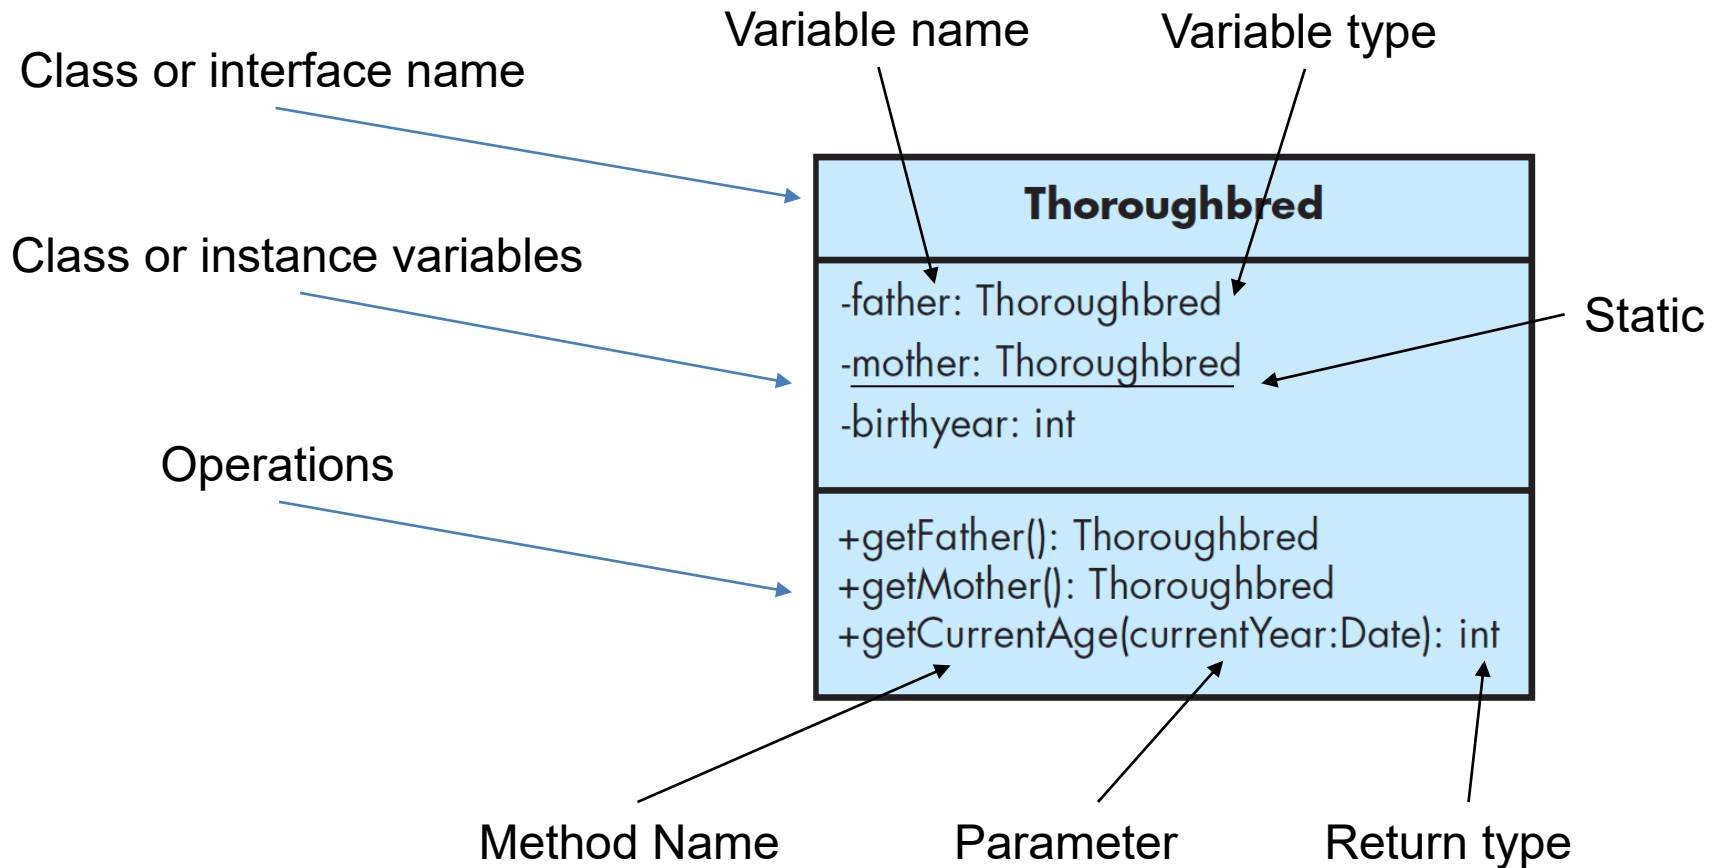 Variable name
Variable type
Class or interface name
Thoroughbred
Class or instance variables
-father: Thoroughbred
Static
-mother: Thoroughbred
-birthyear: int
Operations
+getFather(): Thoroughbred
+getMother(): Thoroughbred
+getCurrentAge(currentYear:Date): int
Method Name
Parameter
Return type